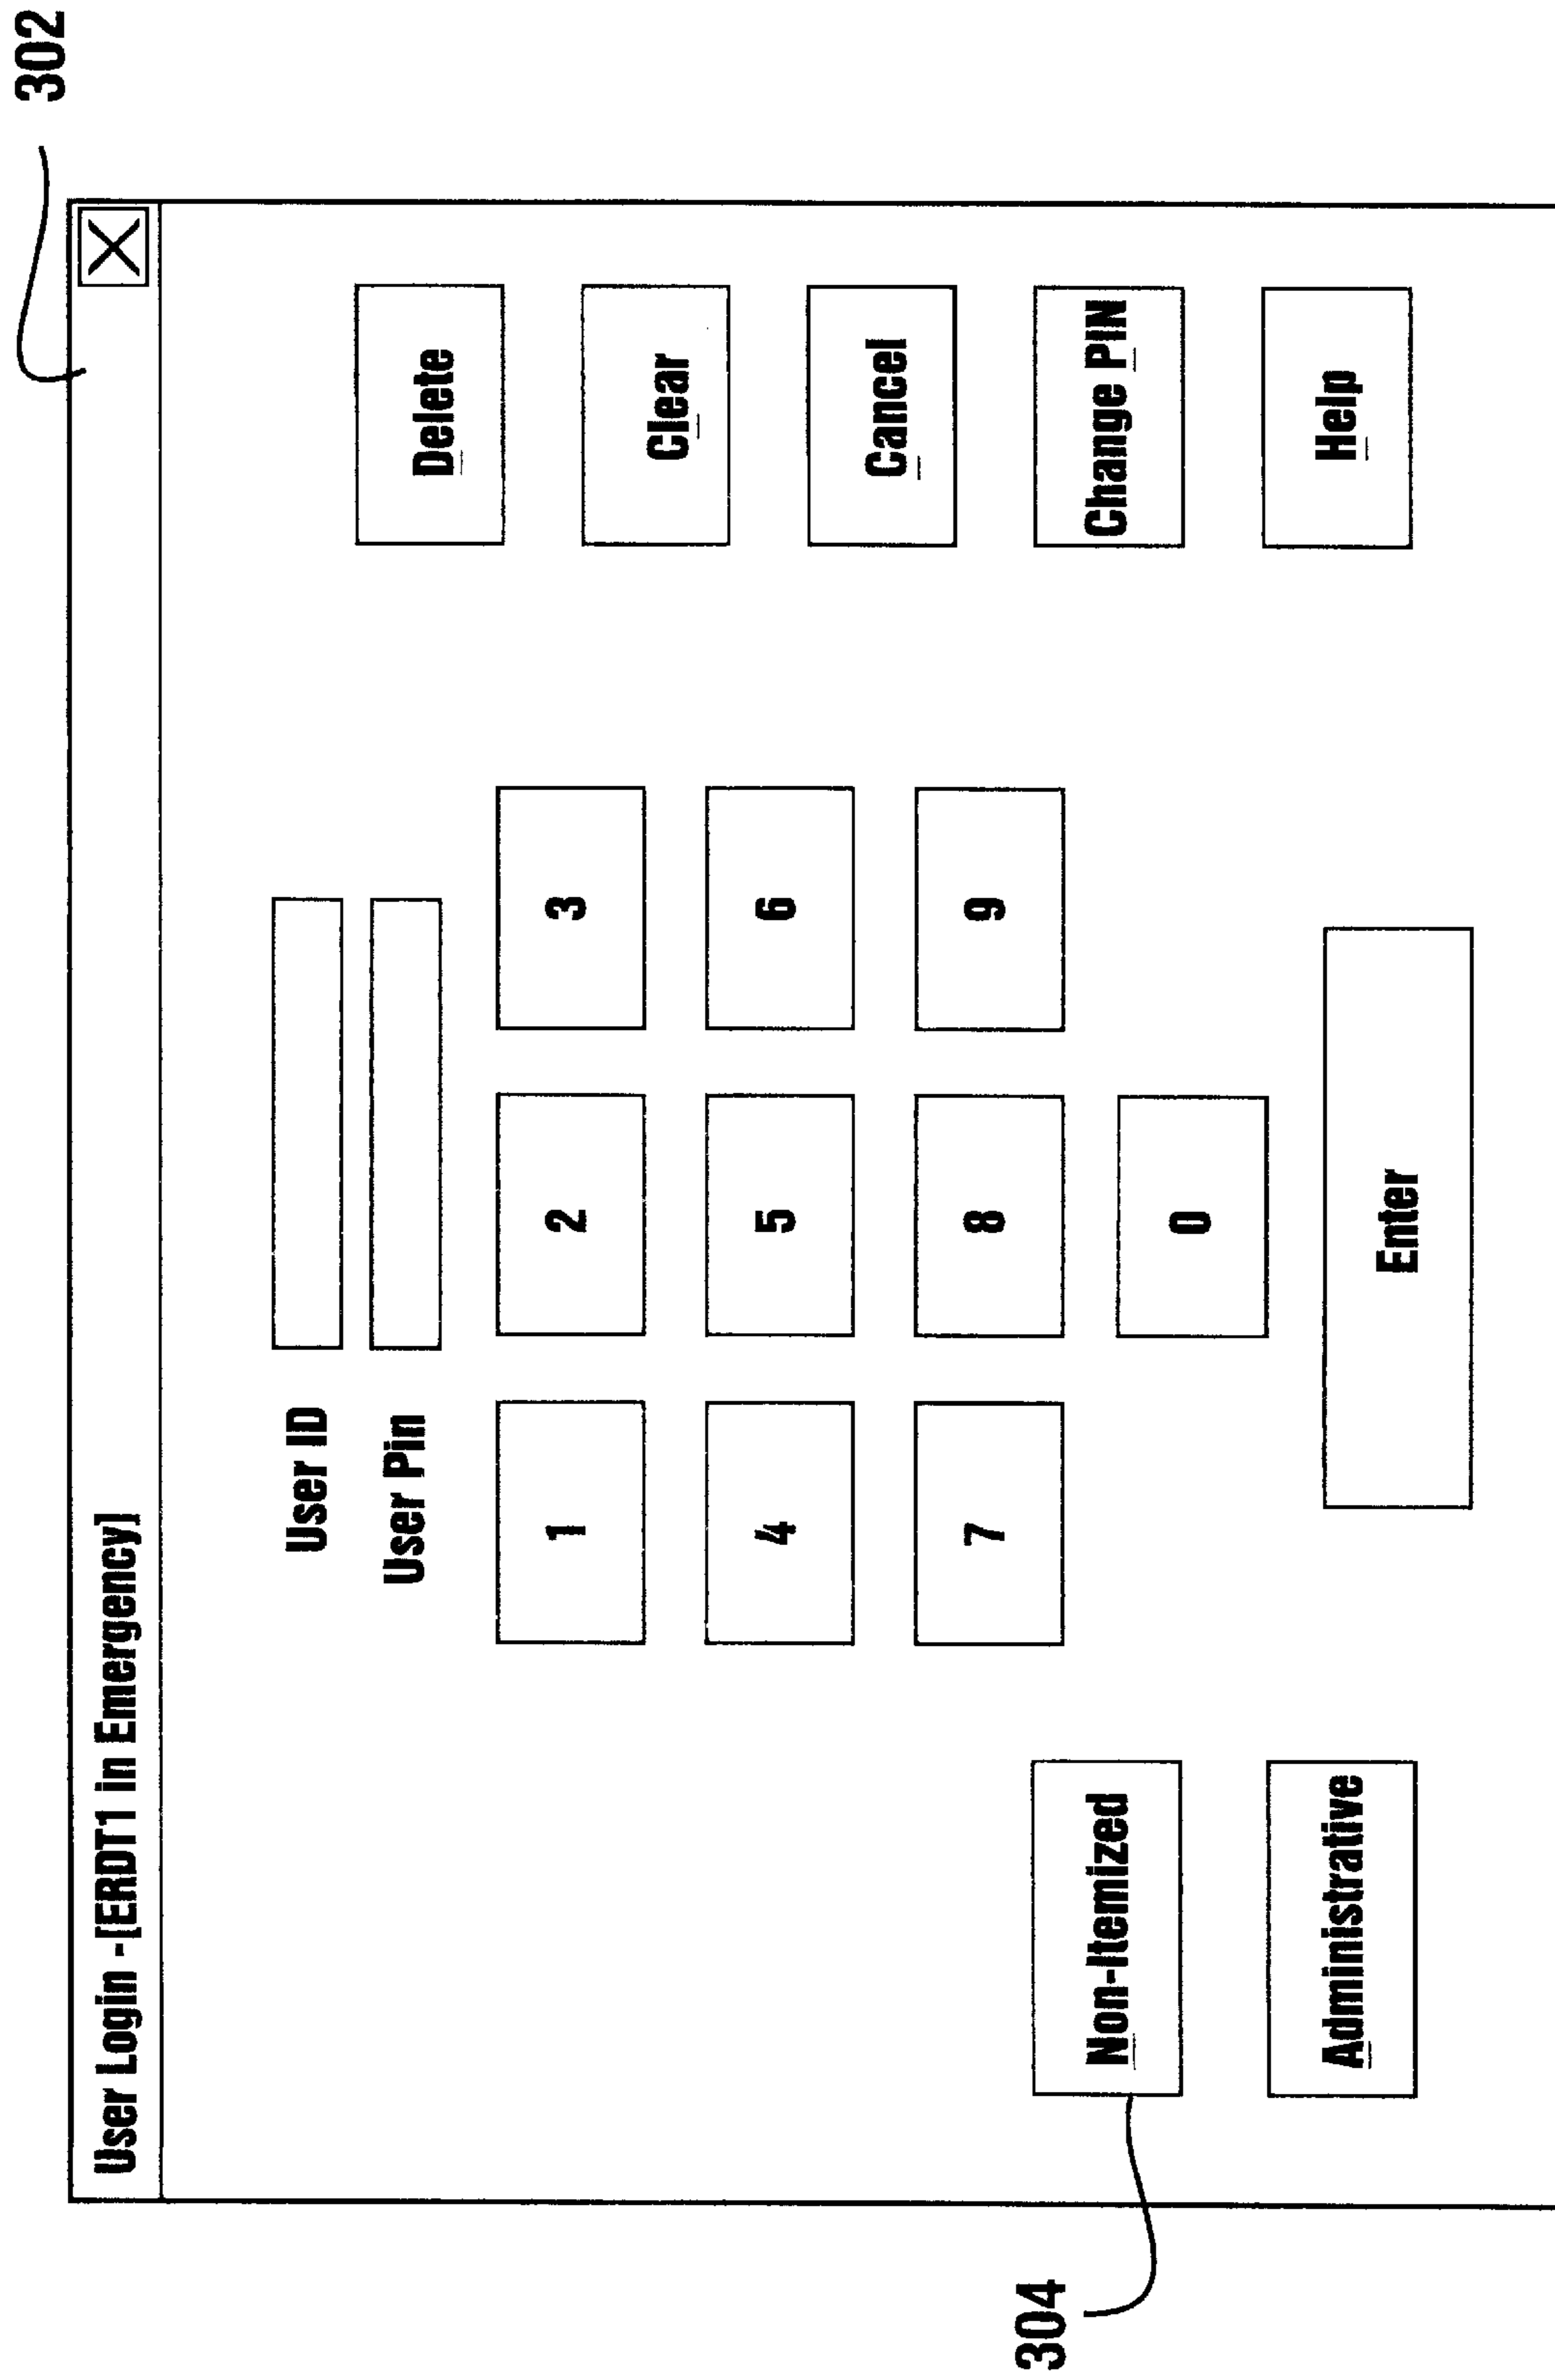 302
User Login -[ERDT1 in Emergency]
X
User ID
User Pin
Delete
1 2 3
Clear
4 5 6
Cancel
7 8 9
Non-Itemized
Change PIN
0
Administrative
Enter
Help
304